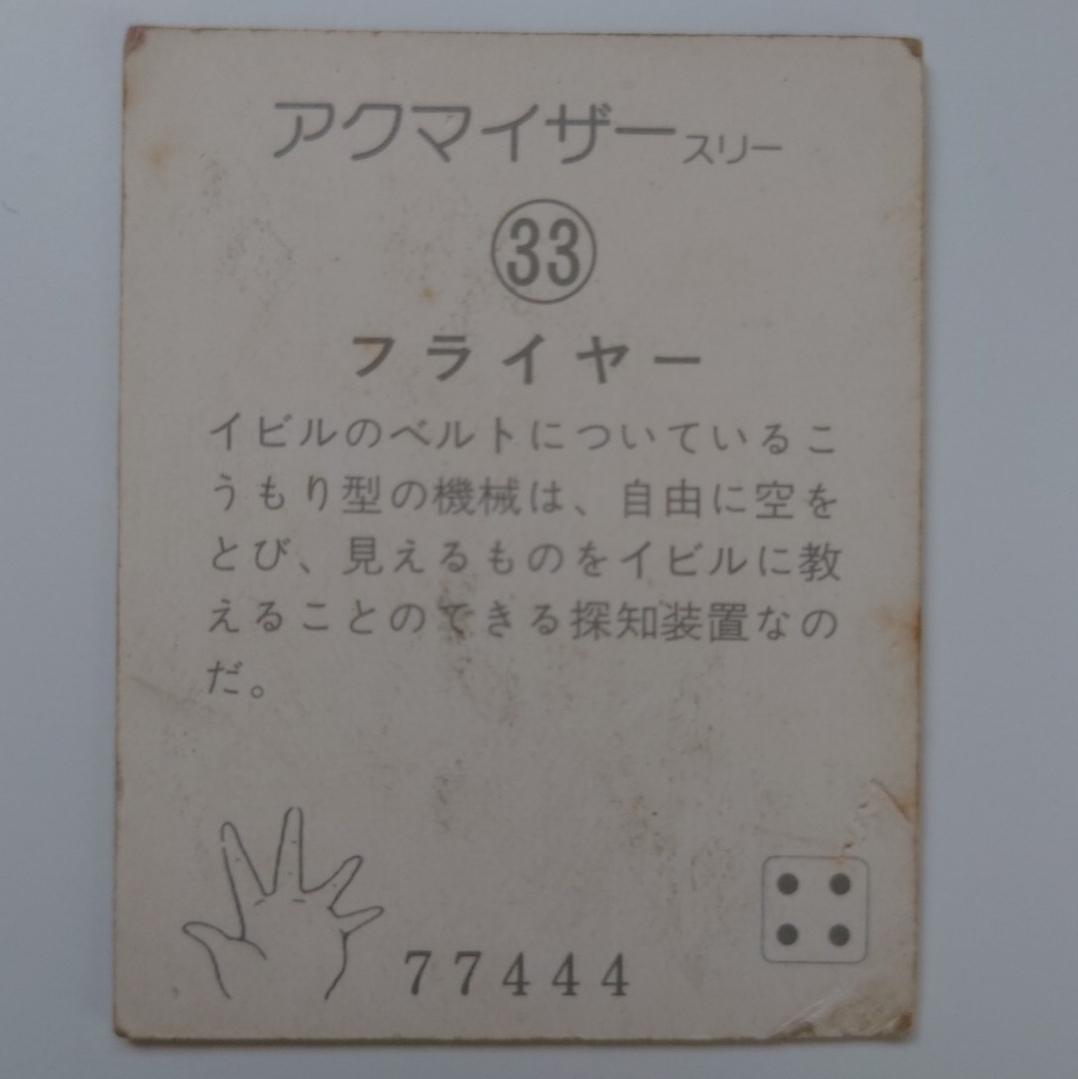 アクマイザースリー
33
フライヤー
イビルのベルトについているこ
うもり型の機械は、自由に空を
とび、見えるものをイビルに教
えることのできる探知装置なの
だ。
77444